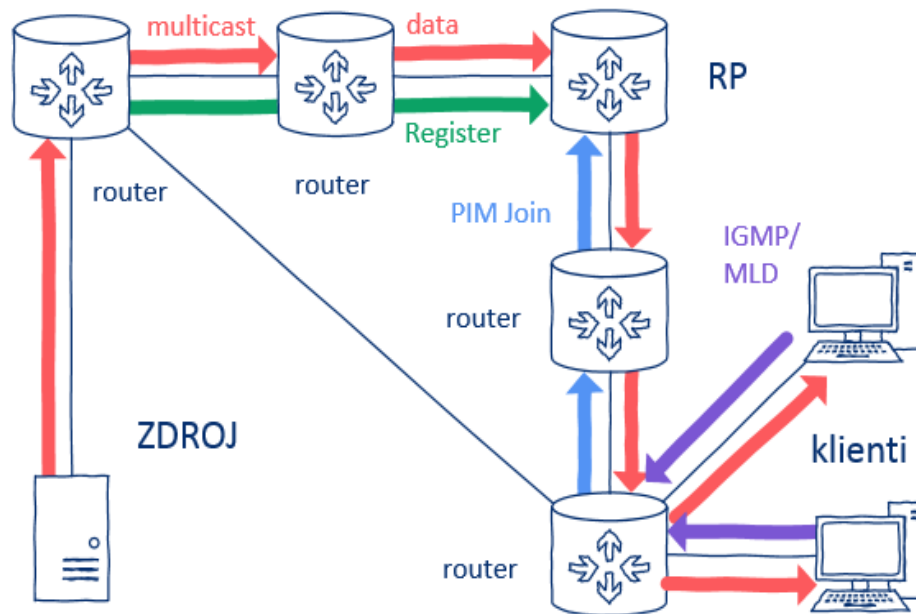 multicast
data
RP
Register
router
router
PIM Join
IGMP/
MLD
router
ZDROJ
klienti
router